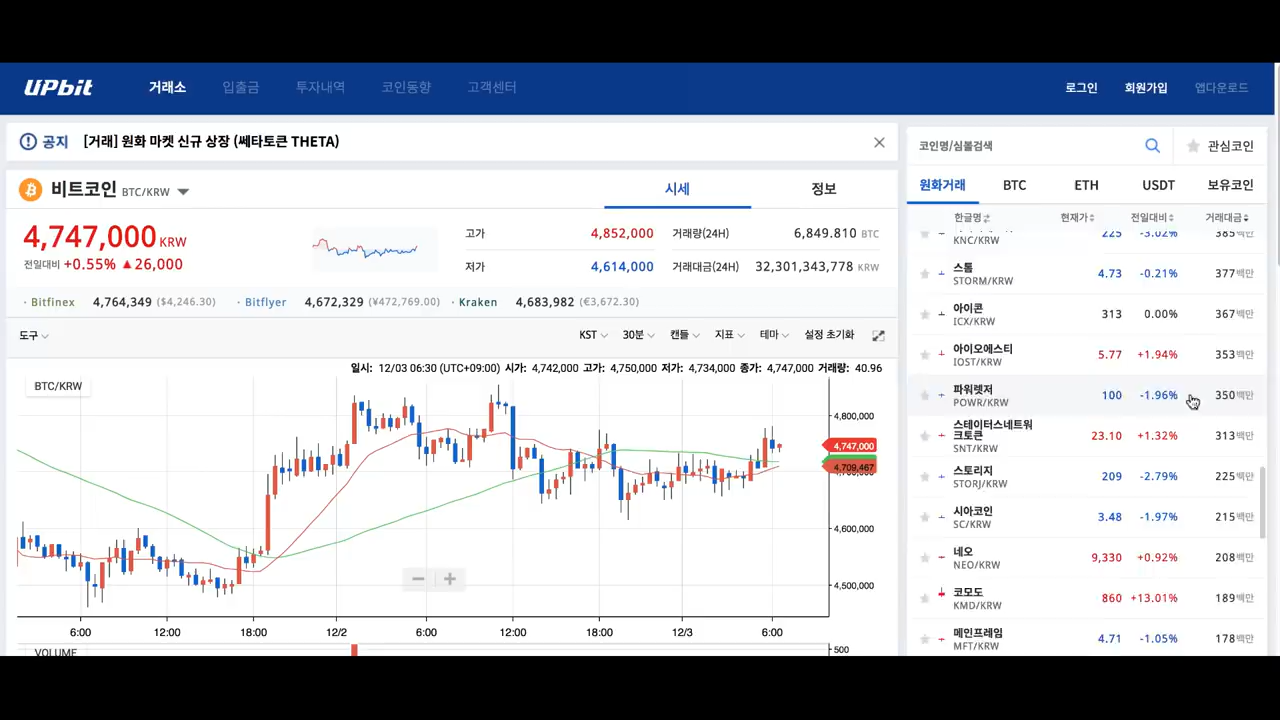 UPbit 거래소 입출금 투자내역 코인동향 고객센터 로그인 회원가입 앱다운로드
공지 [거래] 원화 마켓 신규 상장 (쎄타토큰 THETA)
비트코인 BTC/KRW 시세 정보
4,747,000 KRW
전일대비 +0.55% ▲26,000
고가 4,852,000 거래량(24H) 6,849.810 BTC
저가 4,614,000 거래대금(24H) 32,301,343,778 KRW
· Bitfinex 4,764,349 ($4,246.30) · Bitflyer 4,672,329 (¥472,769.00) · Kraken 4,683,982 (€3,672.30)
도구 KST 30분 캔들 지표 테마 설정 초기화
일시: 12/03 06:30 (UTC+09:00) 시가: 4,742,000 고가: 4,750,000 저가: 4,734,000 종가: 4,747,000 거래량: 40.96
BTC/KRW
4,800,000
4,747,000
4,709,467
4,600,000
4,500,000
6:00 12:00 18:00 12/2 6:00 12:00 18:00 12/3 6:00
VOLUME 500
코인명/심볼검색 관심코인
원화거래 BTC ETH USDT 보유코인
한글명 현재가 전일대비 거래대금
KNC/KRW 225 -3.02% 385백만
스톰 4.73 -0.21% 377백만
STORM/KRW
아이콘 313 0.00% 367백만
ICX/KRW
아이오에스티 5.77 +1.94% 353백만
IOST/KRW
파워렛저 100 -1.96% 350백만
POWR/KRW
스테이터스네트워
크토큰 23.10 +1.32% 313백만
SNT/KRW
스토리지 209 -2.79% 225백만
STORJ/KRW
시아코인 3.48 -1.97% 215백만
SC/KRW
네오 9,330 +0.92% 208백만
NEO/KRW
코모도 860 +13.01% 189백만
KMD/KRW
메인프레임 4.71 -1.05% 178백만
MFT/KRW